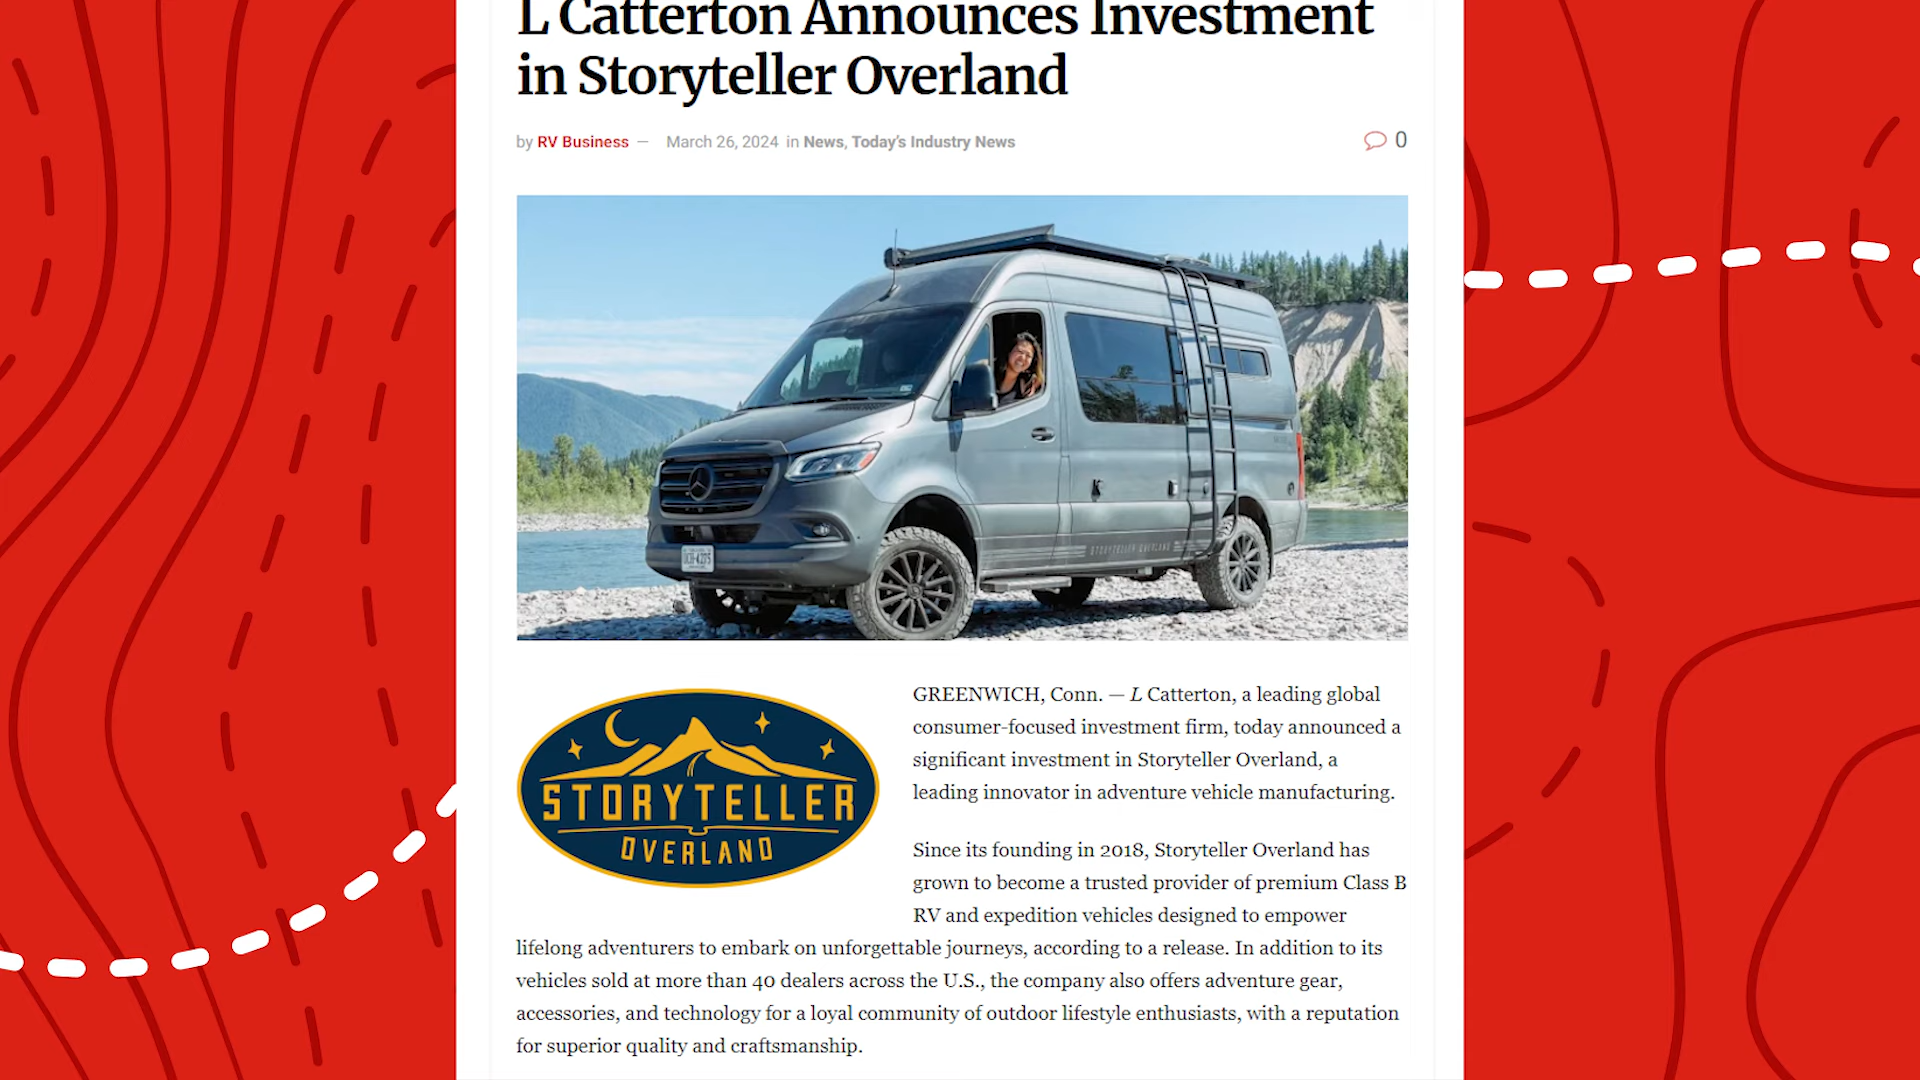 L Catterton Announces Investment
in Storyteller Overland
by RV Business — March 26, 2024 in News, Today's Industry News
0
STORYTELLER OVERLAND
STORYTELLER
OVERLAND
GREENWICH, Conn. — L Catterton, a leading global
consumer-focused investment firm, today announced a
significant investment in Storyteller Overland, a
leading innovator in adventure vehicle manufacturing.
Since its founding in 2018, Storyteller Overland has
grown to become a trusted provider of premium Class B
RV and expedition vehicles designed to empower
lifelong adventurers to embark on unforgettable journeys, according to a release. In addition to its
vehicles sold at more than 40 dealers across the U.S., the company also offers adventure gear,
accessories, and technology for a loyal community of outdoor lifestyle enthusiasts, with a reputation
for superior quality and craftsmanship.